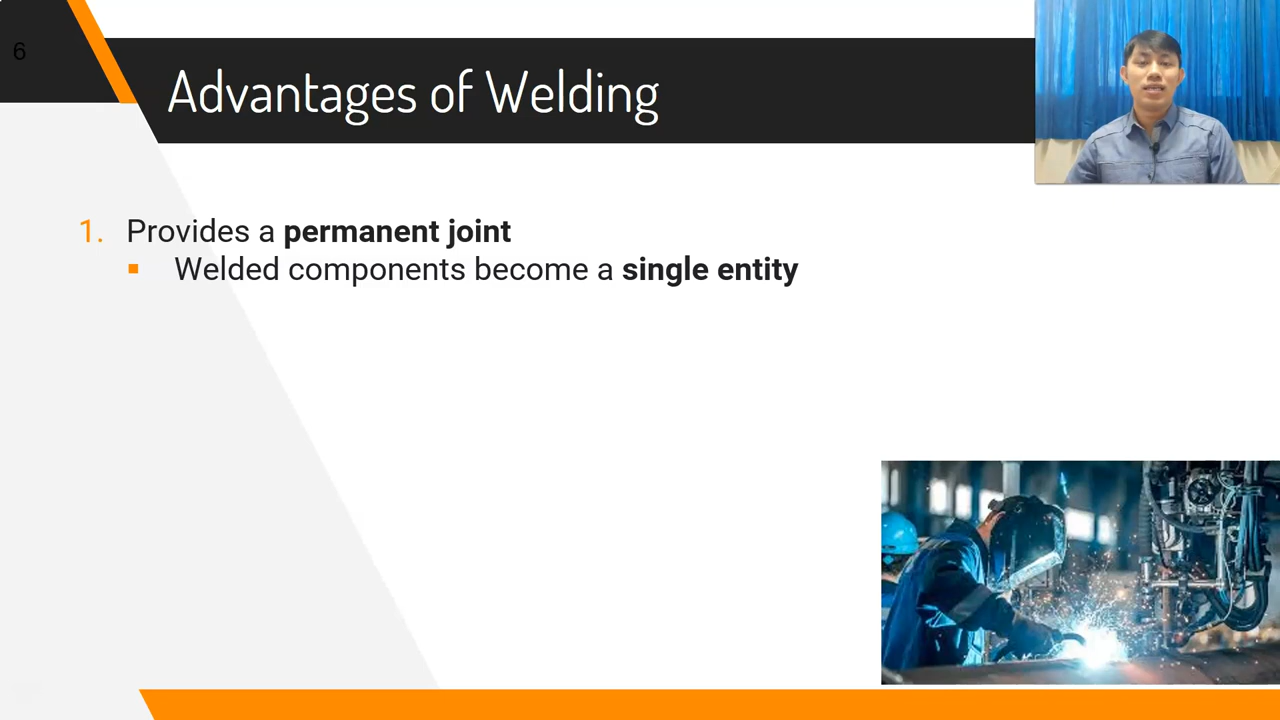 6
Advantages of Welding
1. Provides a permanent joint
▪ Welded components become a single entity